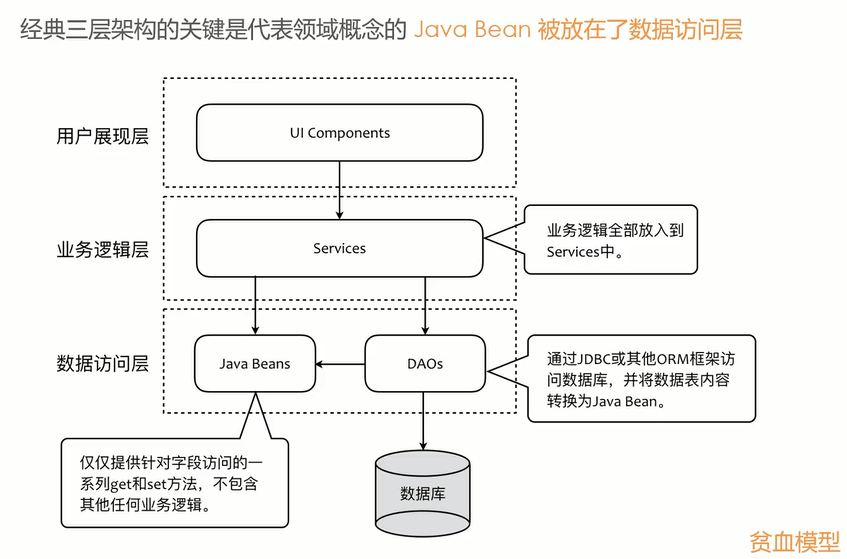 经典三层架构的关键是代表领域概念的 Java Bean 被放在了数据访问层
用户展现层
UI Components
业务逻辑层
Services
业务逻辑全部放入到
Services中。
数据访问层
Java Beans
DAOs
通过JDBC或其他ORM框架访
问数据库，并将数据表内容
转换为Java Bean。
仅仅提供针对字段访问的一
系列get和set方法，不包含
其他任何业务逻辑。
数据库
贫血模型